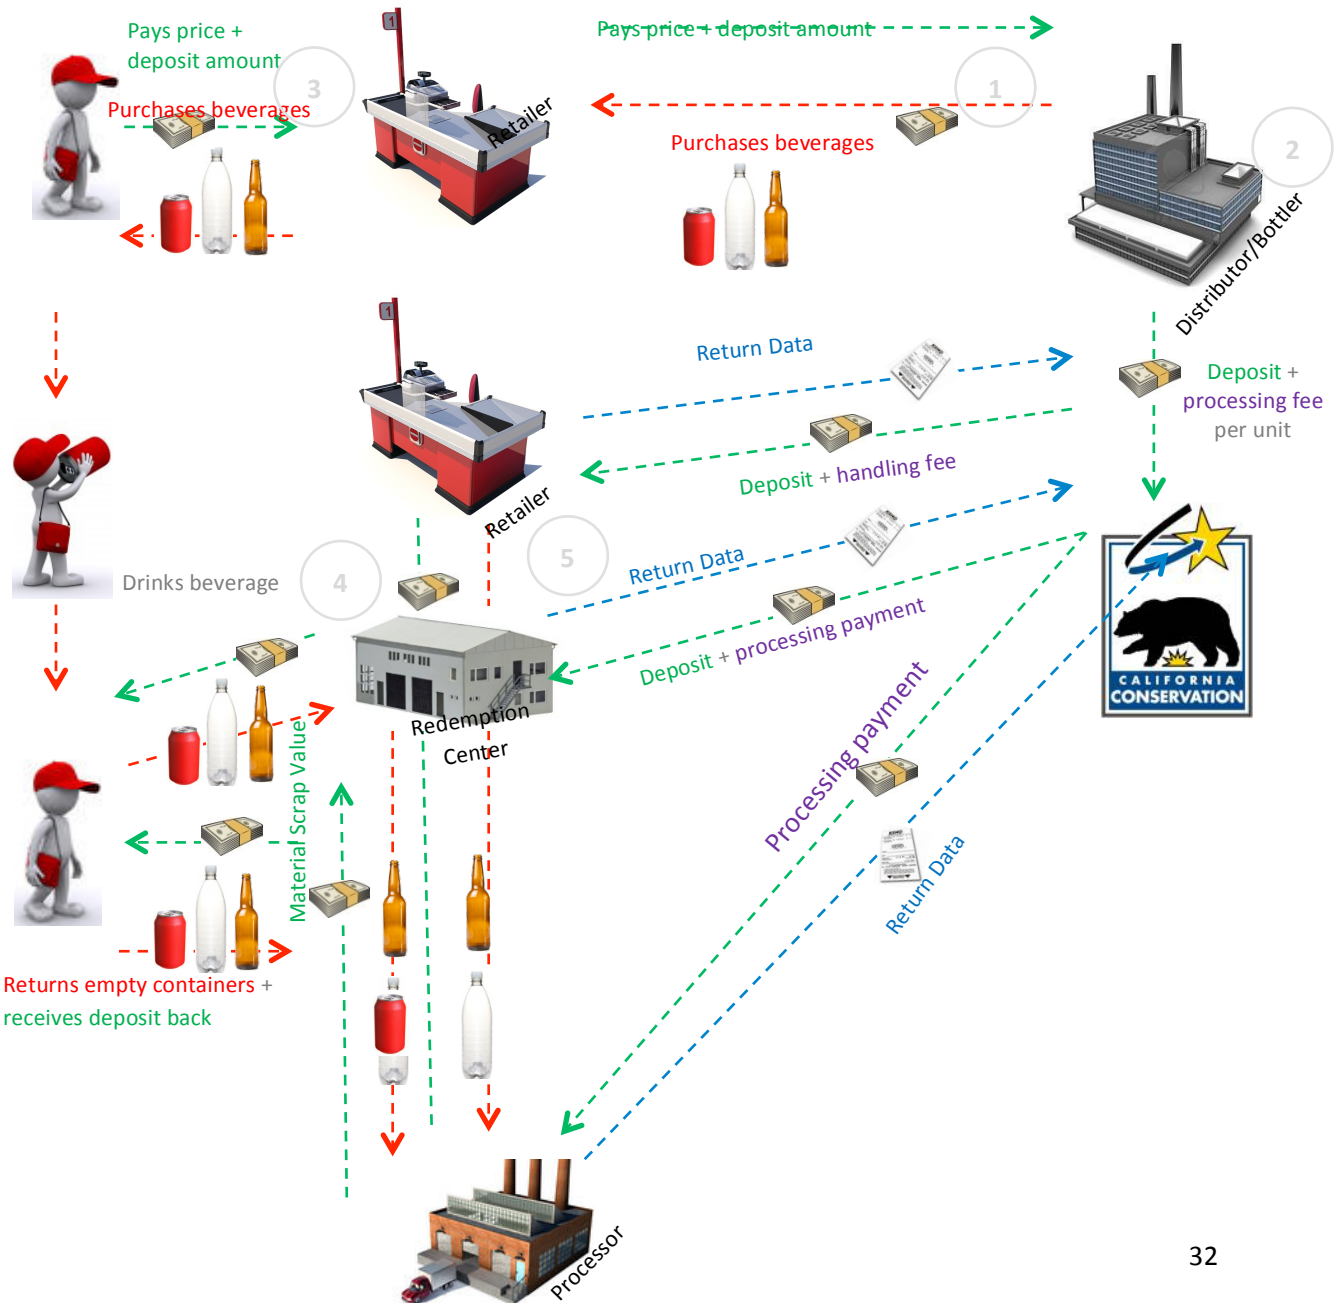 Pays price +
deposit amount
3
Purchases beverages
1
Retailer
Pays price + deposit amount
1
Purchases beverages
2
Distributor/Bottler
1
Retailer
Return Data
Deposit +
processing fee
per unit
Deposit + handling fee
Drinks beverage
4
5
Return Data
Deposit + processing payment
Redemption
Center
CALIFORNIA
CONSERVATION
Material Scrap Value
Processing payment
Return Data
Returns empty containers +
receives deposit back
Processor
32